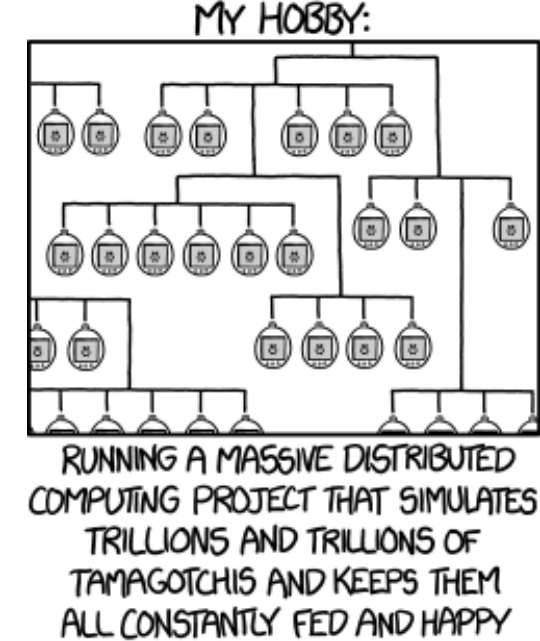 MY HOBBY:
RUNNING A MASSIVE DISTRIBUTED
COMPUTING PROJECT THAT SIMULATES
TRILLIONS AND TRILLIONS OF
TAMAGOTCHIS AND KEEPS THEM
ALL CONSTANTLY FED AND HAPPY